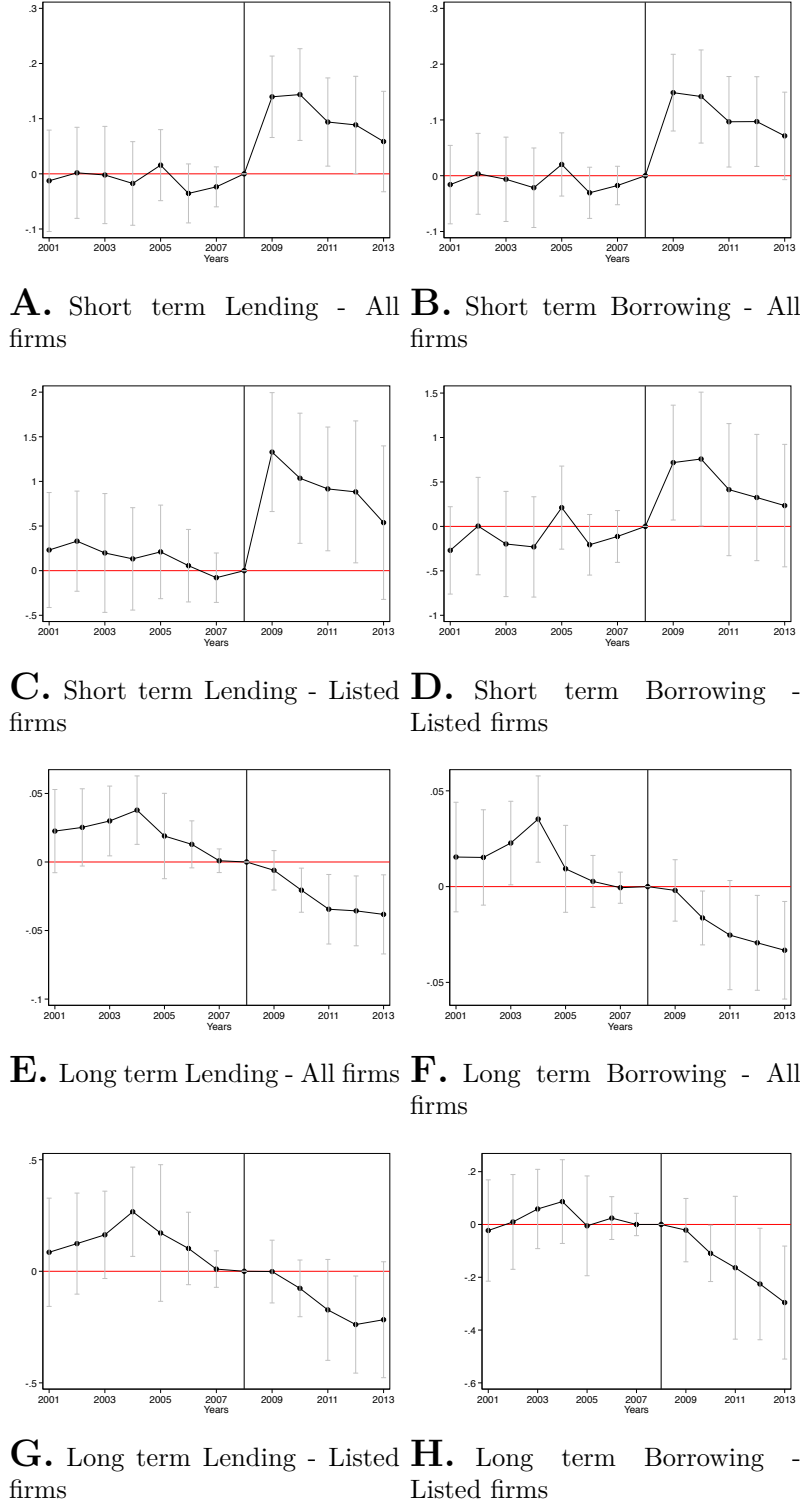 .3
.2
.1
0
-.1
2001 2003 2005 2007 2009 2011 2013
Years
A. Short term Lending - All
firms
.3
.2
.1
0
-.1
2001 2003 2005 2007 2009 2011 2013
Years
B. Short term Borrowing - All
firms
2
1.5
1
.5
0
-.5
2001 2003 2005 2007 2009 2011 2013
Years
C. Short term Lending - Listed
firms
1.5
1
.5
0
-.5
-1
2001 2003 2005 2007 2009 2011 2013
Years
D. Short term Borrowing -
Listed firms
.05
0
-.05
-.1
2001 2003 2005 2007 2009 2011 2013
Years
E. Long term Lending - All firms
.05
0
-.05
2001 2003 2005 2007 2009 2011 2013
Years
F. Long term Borrowing - All
firms
.5
0
-.5
2001 2003 2005 2007 2009 2011 2013
Years
G. Long term Lending - Listed
firms
.2
0
-.2
-.4
-.6
2001 2003 2005 2007 2009 2011 2013
Years
H. Long term Borrowing -
Listed firms